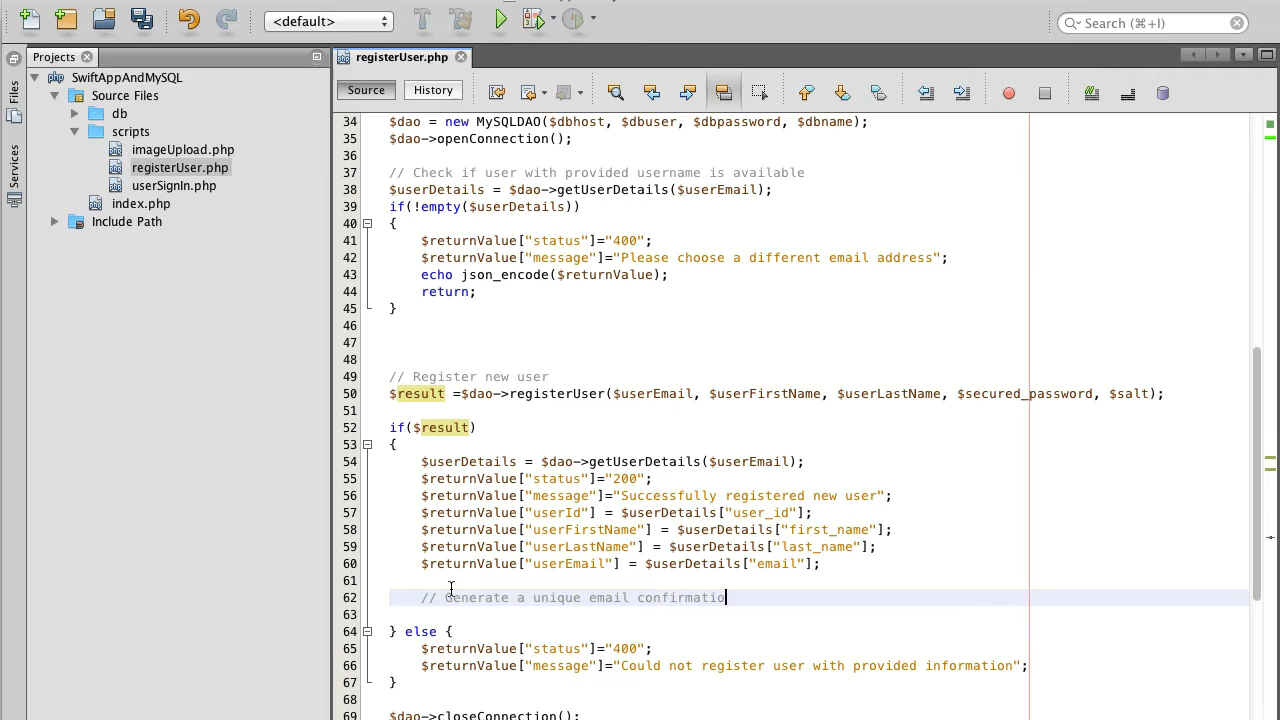 <default>
Search (⌘+I)
Projects
registerUser.php
Files
Services
SwiftAppAndMySQL
Source Files
db
scripts
imageUpload.php
registerUser.php
userSignIn.php
index.php
Include Path
Source
History
34 $dao = new MySQLDAO($dbhost, $dbuser, $dbpassword, $dbname);
35 $dao->openConnection();
36
37 // Check if user with provided username is available
38 $userDetails = $dao->getUserDetails($userEmail);
39 if(!empty($userDetails))
40 {
41 $returnValue["status"]="400";
42 $returnValue["message"]="Please choose a different email address";
43 echo json_encode($returnValue);
44 return;
45 }
46
47
48
49 // Register new user
50 $result =$dao->registerUser($userEmail, $userFirstName, $userLastName, $secured_password, $salt);
51
52 if($result)
53 {
54 $userDetails = $dao->getUserDetails($userEmail);
55 $returnValue["status"]="200";
56 $returnValue["message"]="Successfully registered new user";
57 $returnValue["userId"] = $userDetails["user_id"];
58 $returnValue["userFirstName"] = $userDetails["first_name"];
59 $returnValue["userLastName"] = $userDetails["last_name"];
60 $returnValue["userEmail"] = $userDetails["email"];
61
62 // Generate a unique email confirmatio
63
64 } else {
65 $returnValue["status"]="400";
66 $returnValue["message"]="Could not register user with provided information";
67 }
68
69 $dao->closeConnection();